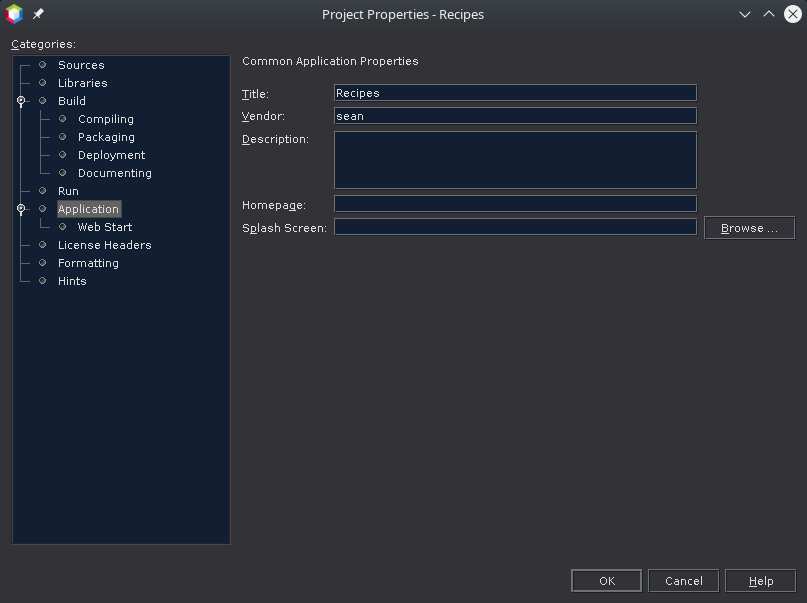 Project Properties - Recipes
Categories:
Sources
Libraries
Build
Compiling
Packaging
Deployment
Documenting
Run
Application
Web Start
License Headers
Formatting
Hints
Common Application Properties
Title: Recipes
Vendor: sean
Description:
Homepage:
Splash Screen: Browse ...
OK Cancel Help